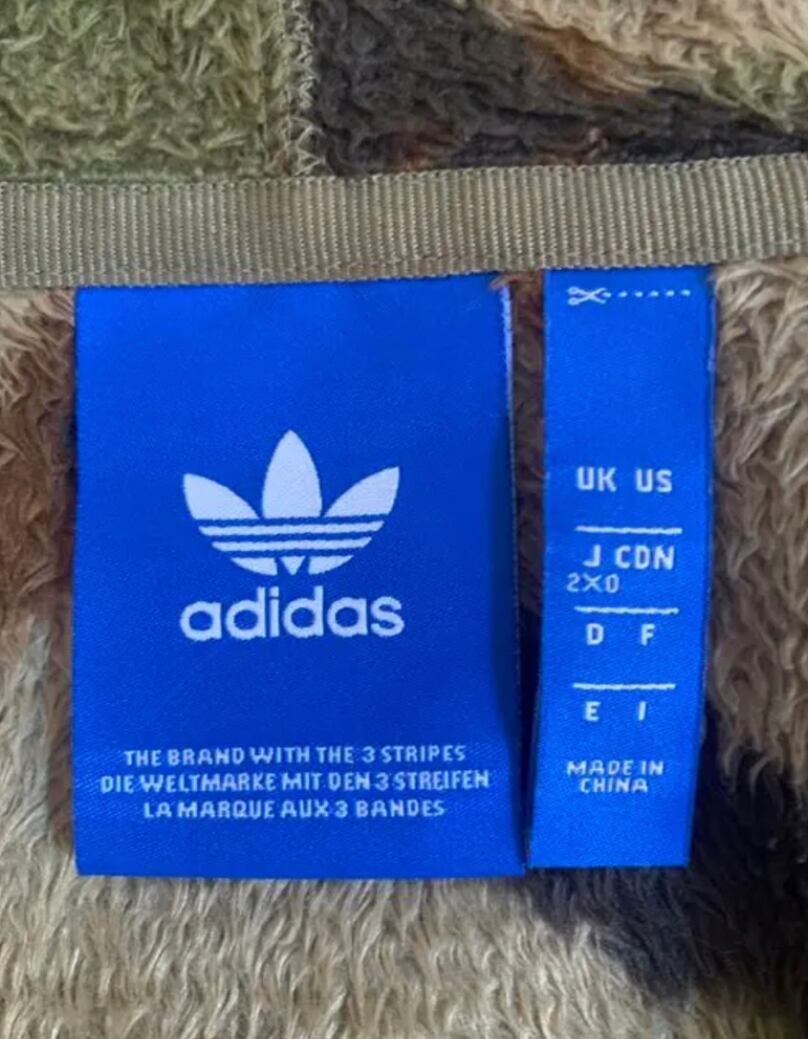 adidas
THE BRAND WITH THE 3 STRIPES
DIE WELTMARKE MIT DEN 3 STREIFEN
LA MARQUE AUX 3 BANDES
UK US
J CDN
2XO
D F
E I
MADE IN
CHINA